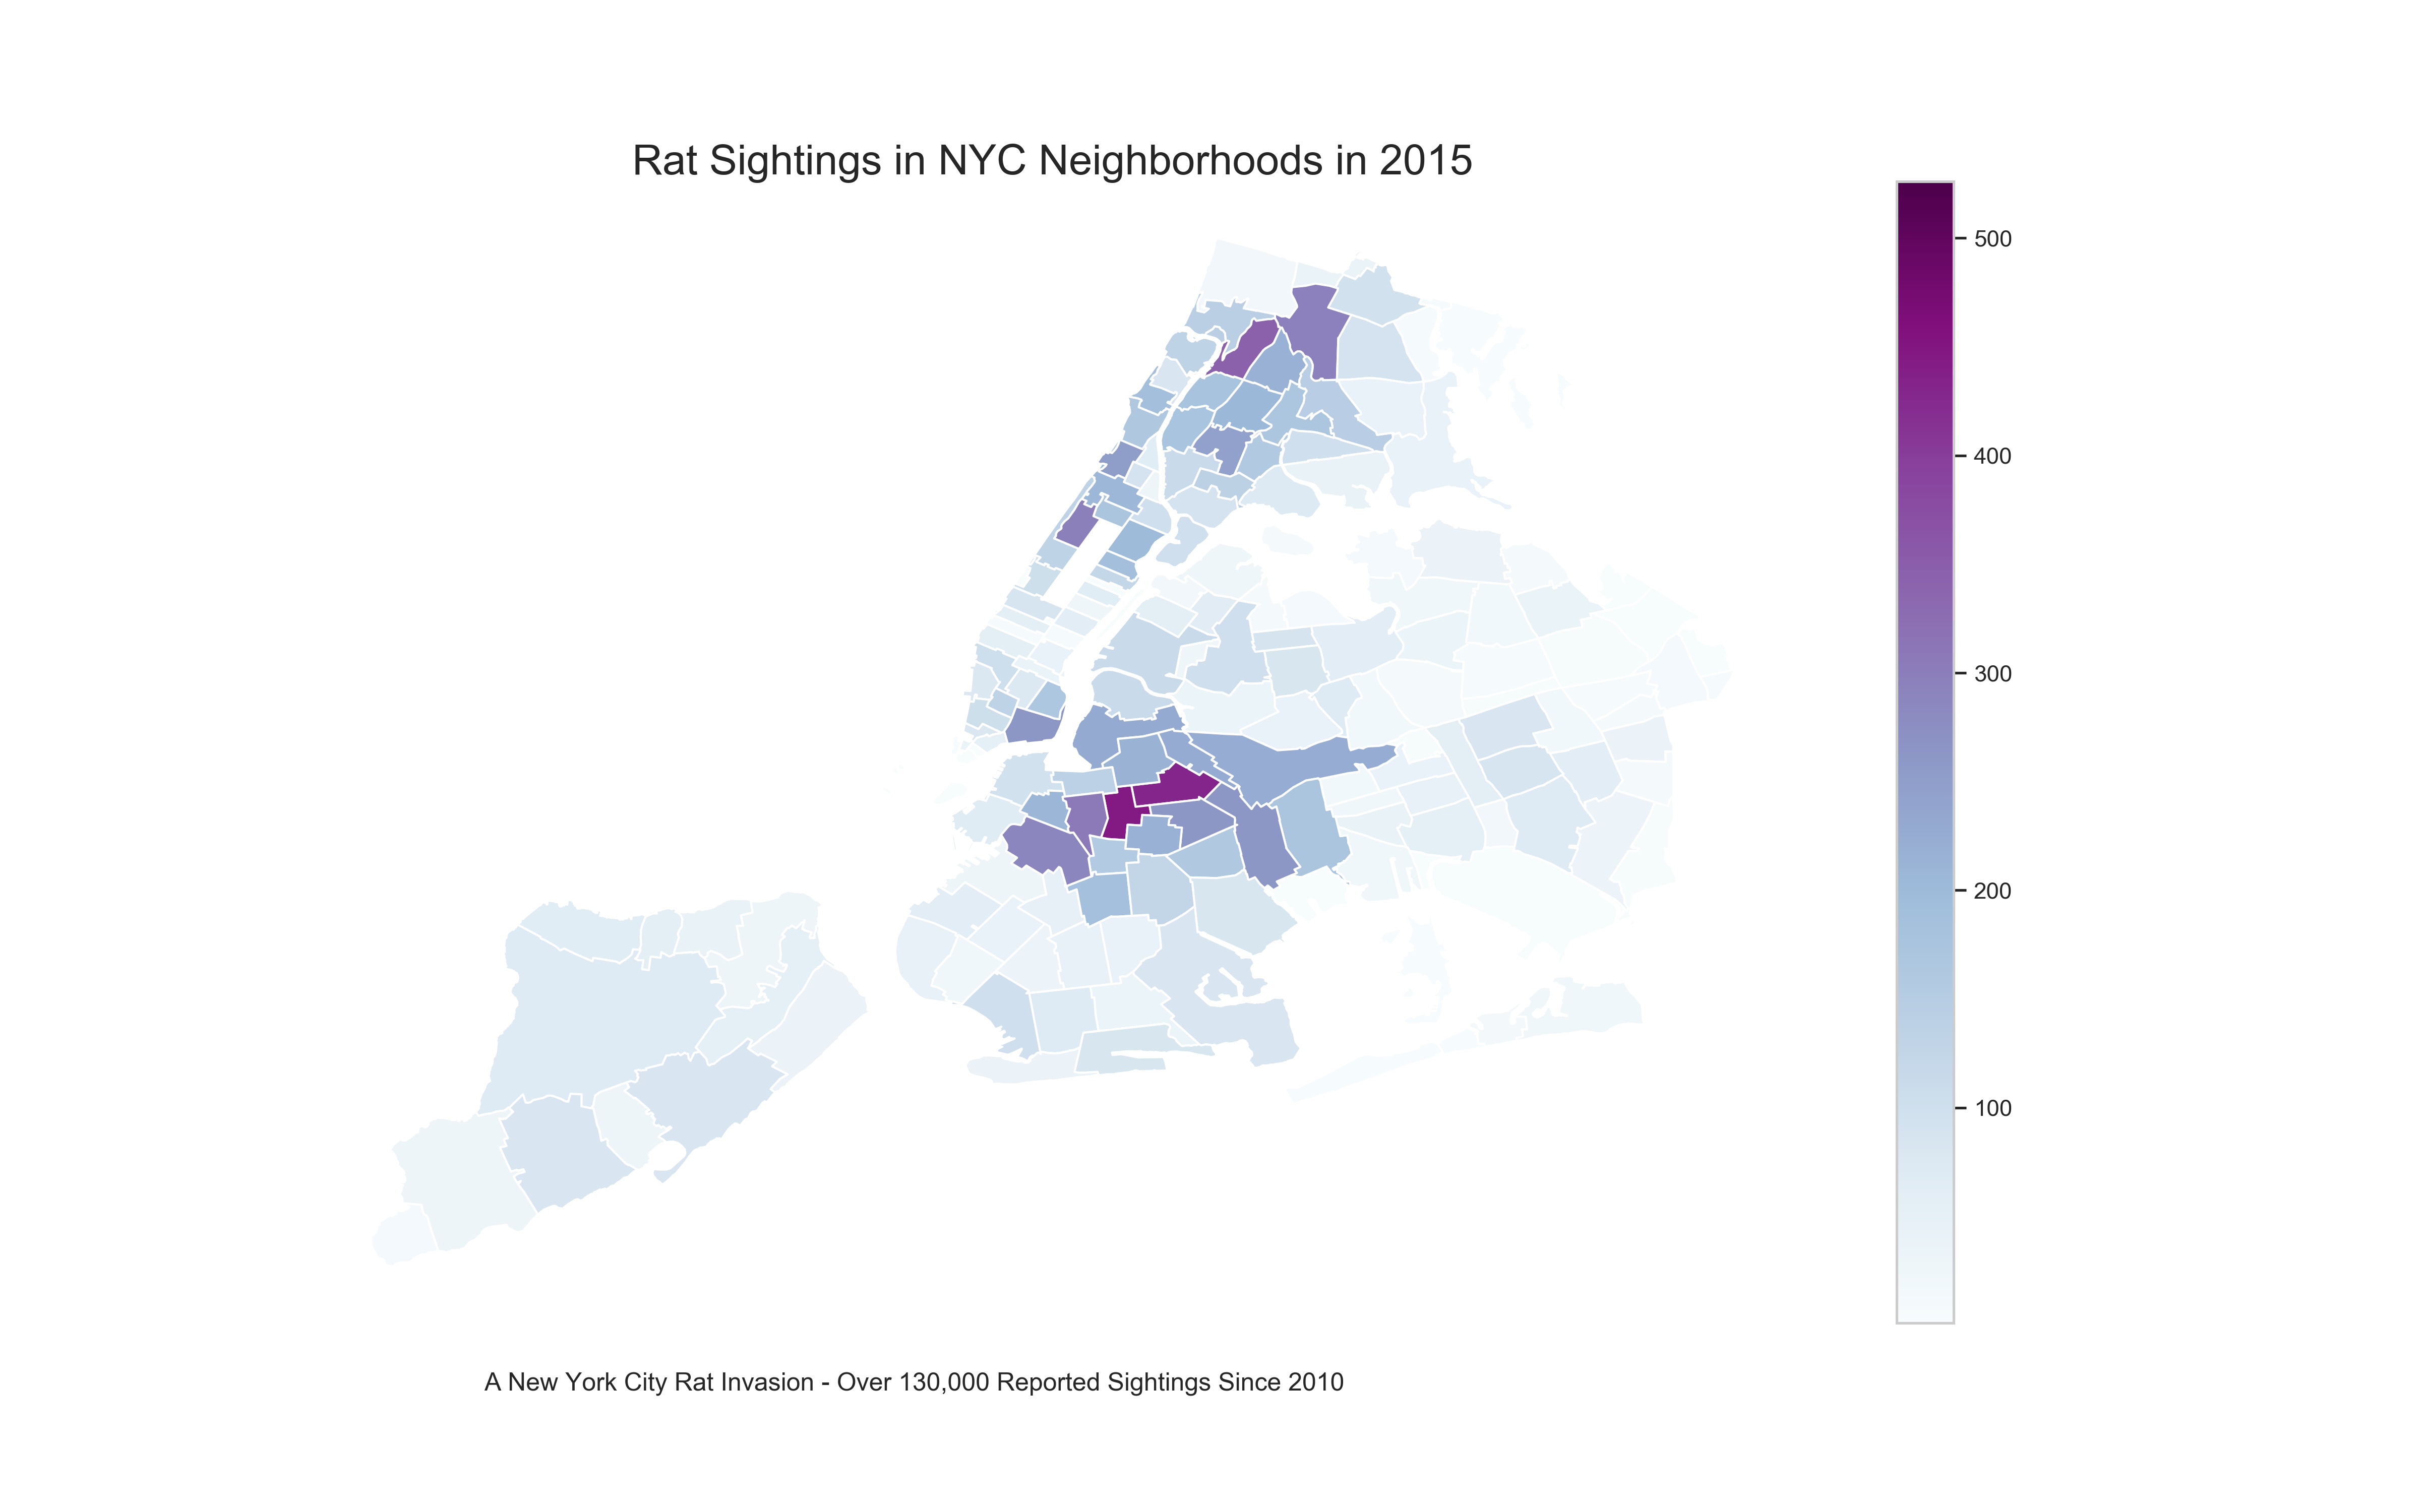 Rat Sightings in NYC Neighborhoods in 2015
500
400
300
200
100
A New York City Rat Invasion - Over 130,000 Reported Sightings Since 2010